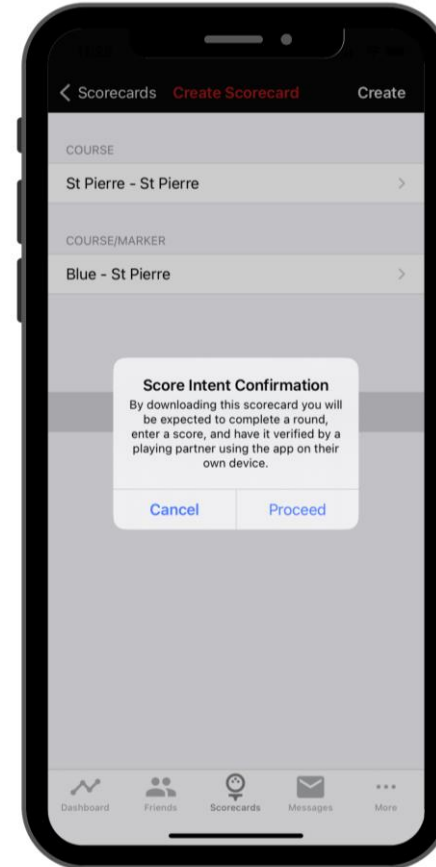 Scorecards Create Scorecard Create
COURSE
St Pierre - St Pierre
COURSE/MARKER
Blue - St Pierre
Score Intent Confirmation
By downloading this scorecard you will
be expected to complete a round,
enter a score, and have it verified by a
playing partner using the app on their
own device.
Cancel Proceed
Dashboard Friends Scorecards Messages More